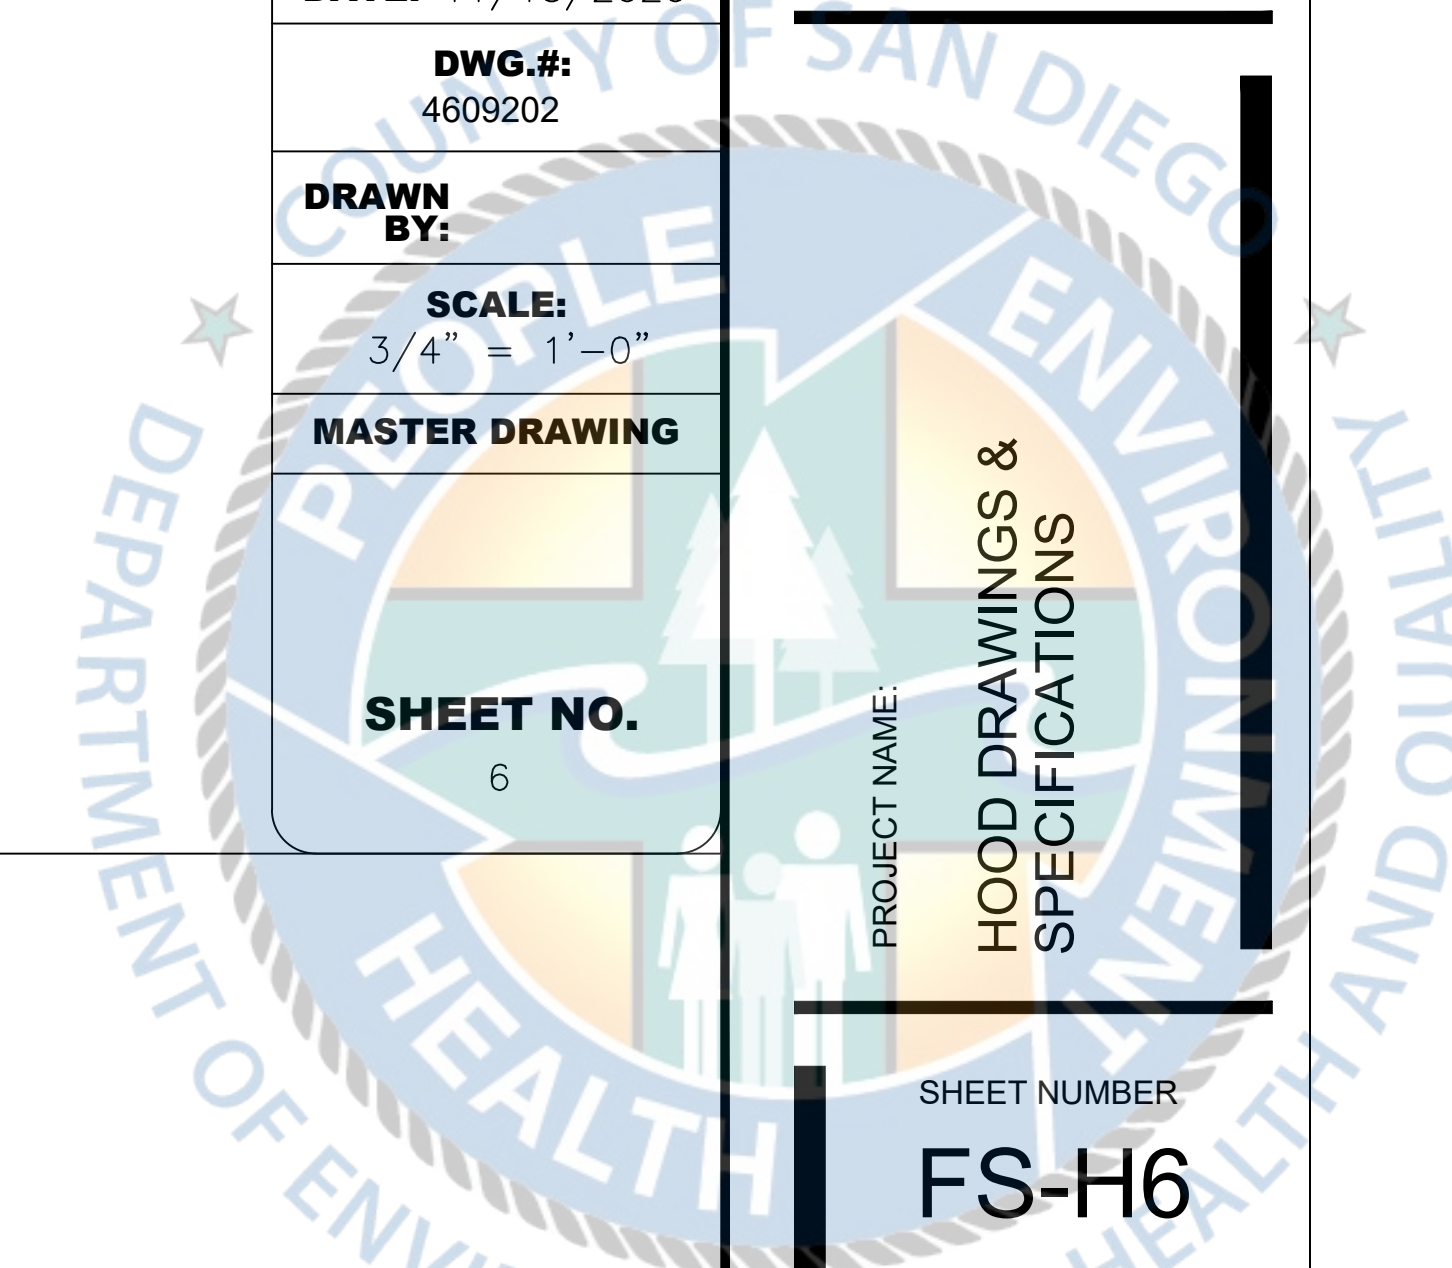 DWG.#:
4609202
DRAWN
BY:
SCALE:
3/4” = 1’-0”
MASTER DRAWING
SHEET NO.
6
PROJECT NAME:
HOOD DRAWINGS &
SPECIFICATIONS
SHEET NUMBER
FS-H6
COUNTY OF SAN DIEGO
DEPARTMENT OF
HEALTH AND QUALITY
PEOPLE
ENVIRONMENT
HEALTH